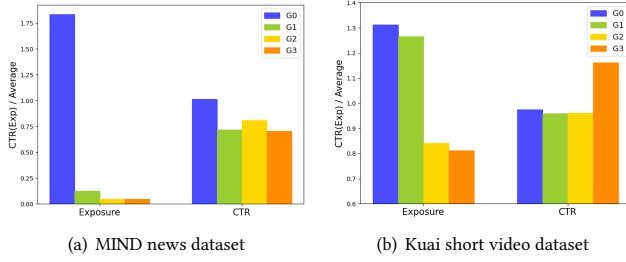 CTR(Exp) / Average
1.75
1.50
1.25
1.00
0.75
0.50
0.25
0.00
Exposure CTR
G0
G1
G2
G3
(a) MIND news dataset
CTR(Exp) / Average
1.4
1.3
1.2
1.1
1.0
0.9
0.8
0.7
0.6
Exposure CTR
G0
G1
G2
G3
(b) Kuai short video dataset